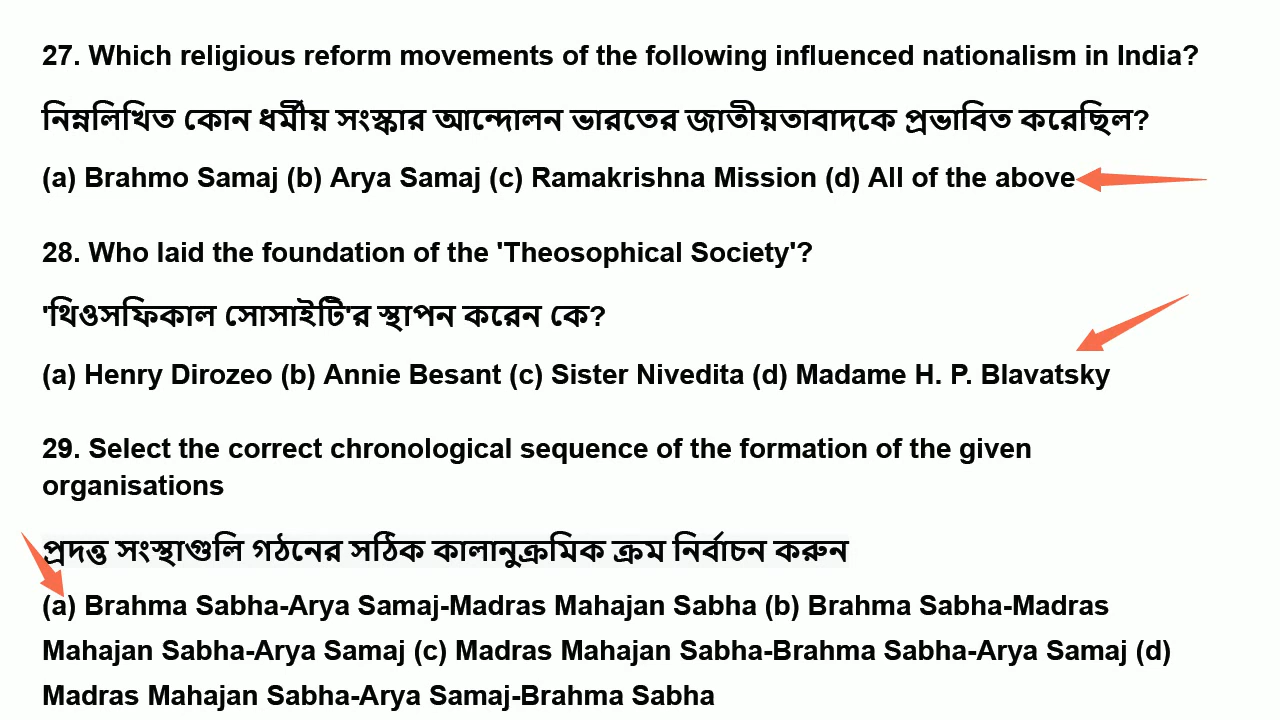 27. Which religious reform movements of the following influenced nationalism in India?
নিম্নলিখিত কোন ধর্মীয় সংস্কার আন্দোলন ভারতের জাতীয়তাবাদকে প্রভাবিত করেছিল?
(a) Brahmo Samaj (b) Arya Samaj (c) Ramakrishna Mission (d) All of the above
28. Who laid the foundation of the 'Theosophical Society'?
'থিওসফিকাল সোসাইটি'র স্থাপন করেন কে?
(a) Henry Dirozeo (b) Annie Besant (c) Sister Nivedita (d) Madame H. P. Blavatsky
29. Select the correct chronological sequence of the formation of the given
organisations
প্রদত্ত সংস্থাগুলি গঠনের সঠিক কালানুক্রমিক ক্রম নির্বাচন করুন
(a) Brahma Sabha-Arya Samaj-Madras Mahajan Sabha (b) Brahma Sabha-Madras
Mahajan Sabha-Arya Samaj (c) Madras Mahajan Sabha-Brahma Sabha-Arya Samaj (d)
Madras Mahajan Sabha-Arya Samaj-Brahma Sabha